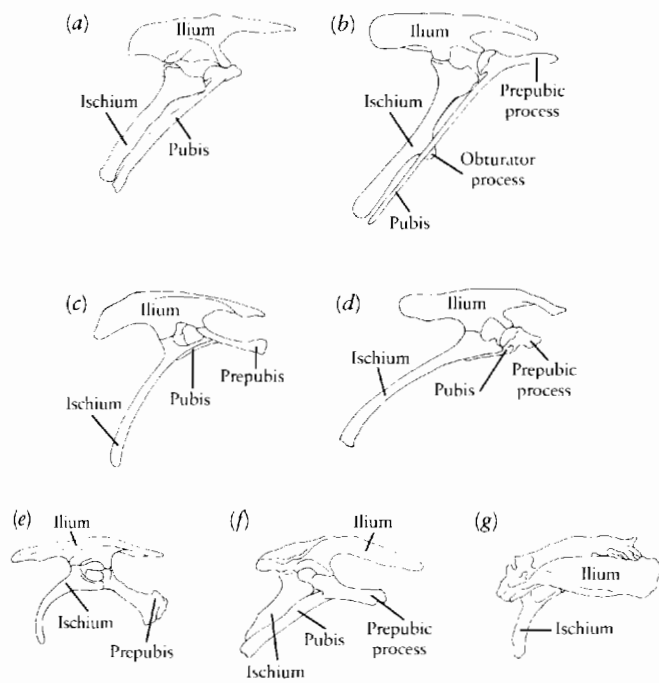 (a)
Ilium
Ischium
Pubis
(b)
Ilium
Prepubic
process
Ischium
Obturator
process
Pubis
(c)
Ilium
Prepubis
Pubis
Ischium
(d)
Ilium
Ischium
Prepubic
process
Pubis
(e)
Ilium
Ischium
Prepubis
(f)
Ilium
Prepubic
process
Pubis
Ischium
(g)
Ilium
Ischium